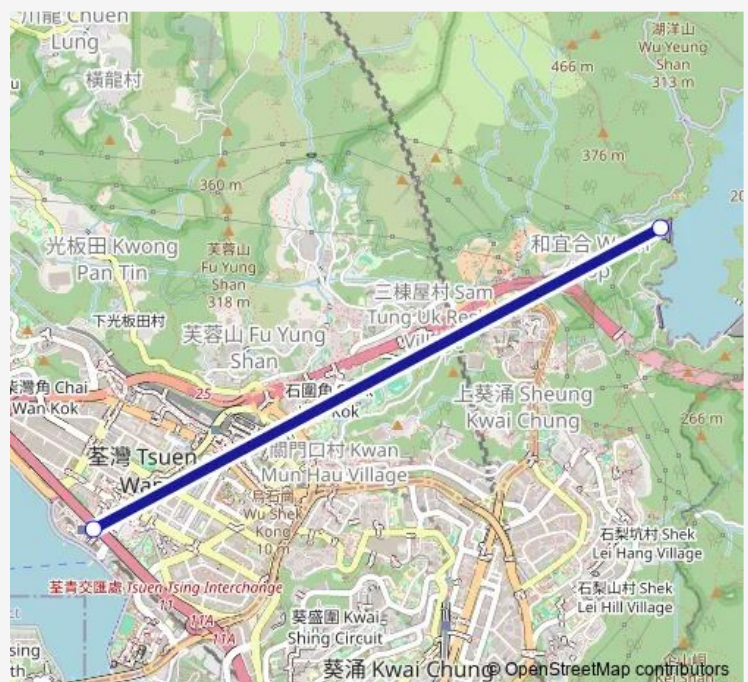 川龍 Chuen
Lung
橫龍村
湖洋山
Wu Yeung
Shan
313 m
466 m
376 m
360 m
光板田 Kwong
Pan Tin
芙蓉山
Fu Yung
Shan
318 m
和宜合
三棟屋村 Sam
Tung Uk
下光板田村
芙蓉山 Fu Yung
Shan
Chai
Wan Kok
25
石圍角
Kok
上葵涌 Sheung
Kwai Chung
266 m
荃灣 Tsuen
關門口村 Kwan
Mun Hau Village
Wu Shek
Kong
10 m
石梨坑村 Shek
Lei Hang Village
荃青交匯處 Tsuen Tsing Interchange
11
11A
11A
石梨山村 Shek
Lei Hill Village
葵盛圍 Kwai
Shing Circuit
葵涌 Kwai Chung
© OpenStreetMap contributors